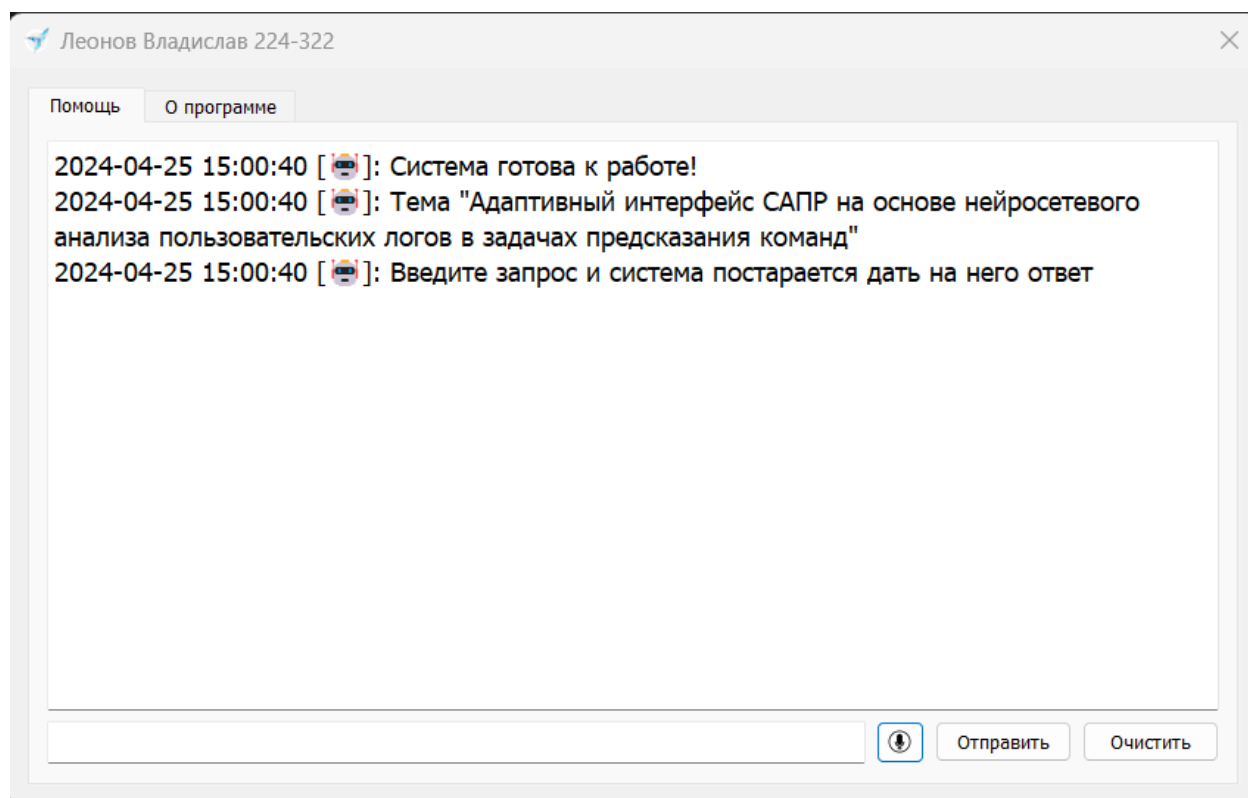 Леонов Владислав 224-322
Помощь О программе
2024-04-25 15:00:40 [🤖]: Система готова к работе!
2024-04-25 15:00:40 [🤖]: Тема "Адаптивный интерфейс САПР на основе нейросетевого
анализа пользовательских логов в задачах предсказания команд"
2024-04-25 15:00:40 [🤖]: Введите запрос и система постарается дать на него ответ
Отправить Очистить